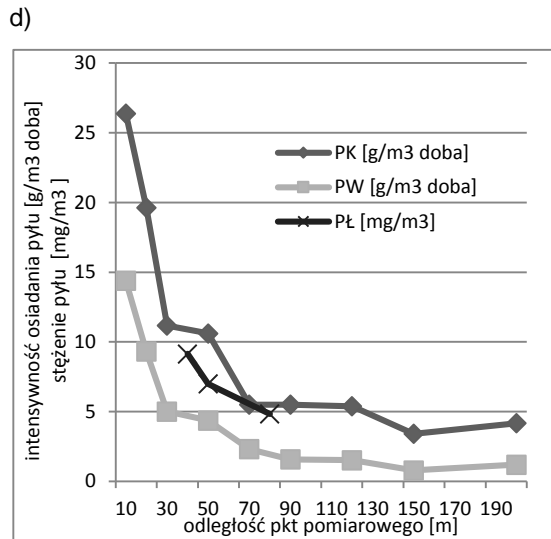 d)
intensywność osiadania pyłu [g/m3 doba]
stężenie pyłu [mg/m3 ]
30
25
20
15
10
5
0
PK [g/m3 doba]
PW [g/m3 doba]
PŁ [mg/m3]
10 30 50 70 90 110 130 150 170 190
odległość pkt pomiarowego [m]